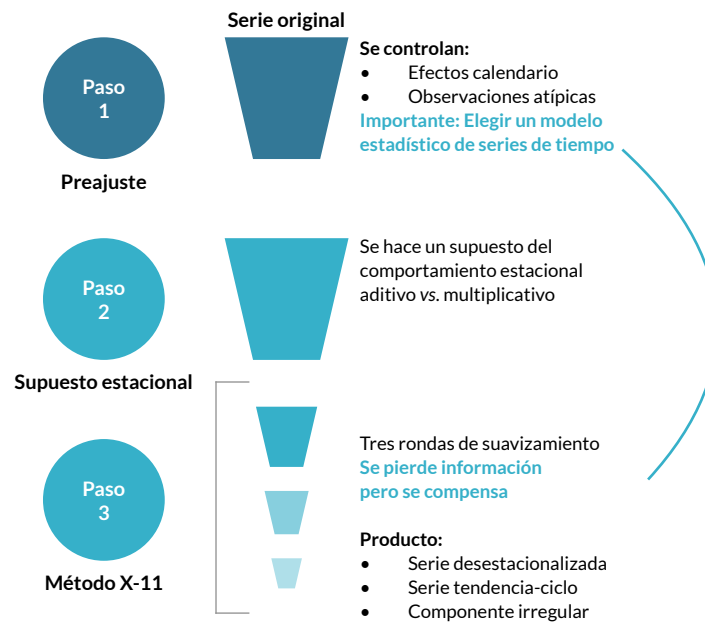 Serie original
Paso
1
Preajuste
Se controlan:
• Efectos calendario
• Observaciones atípicas
Importante: Elegir un modelo
estadístico de series de tiempo
Paso
2
Supuesto estacional
Se hace un supuesto del
comportamiento estacional
aditivo vs. multiplicativo
Paso
3
Método X-11
Tres rondas de suavizamiento
Se pierde información
pero se compensa
Producto:
• Serie desestacionalizada
• Serie tendencia-ciclo
• Componente irregular